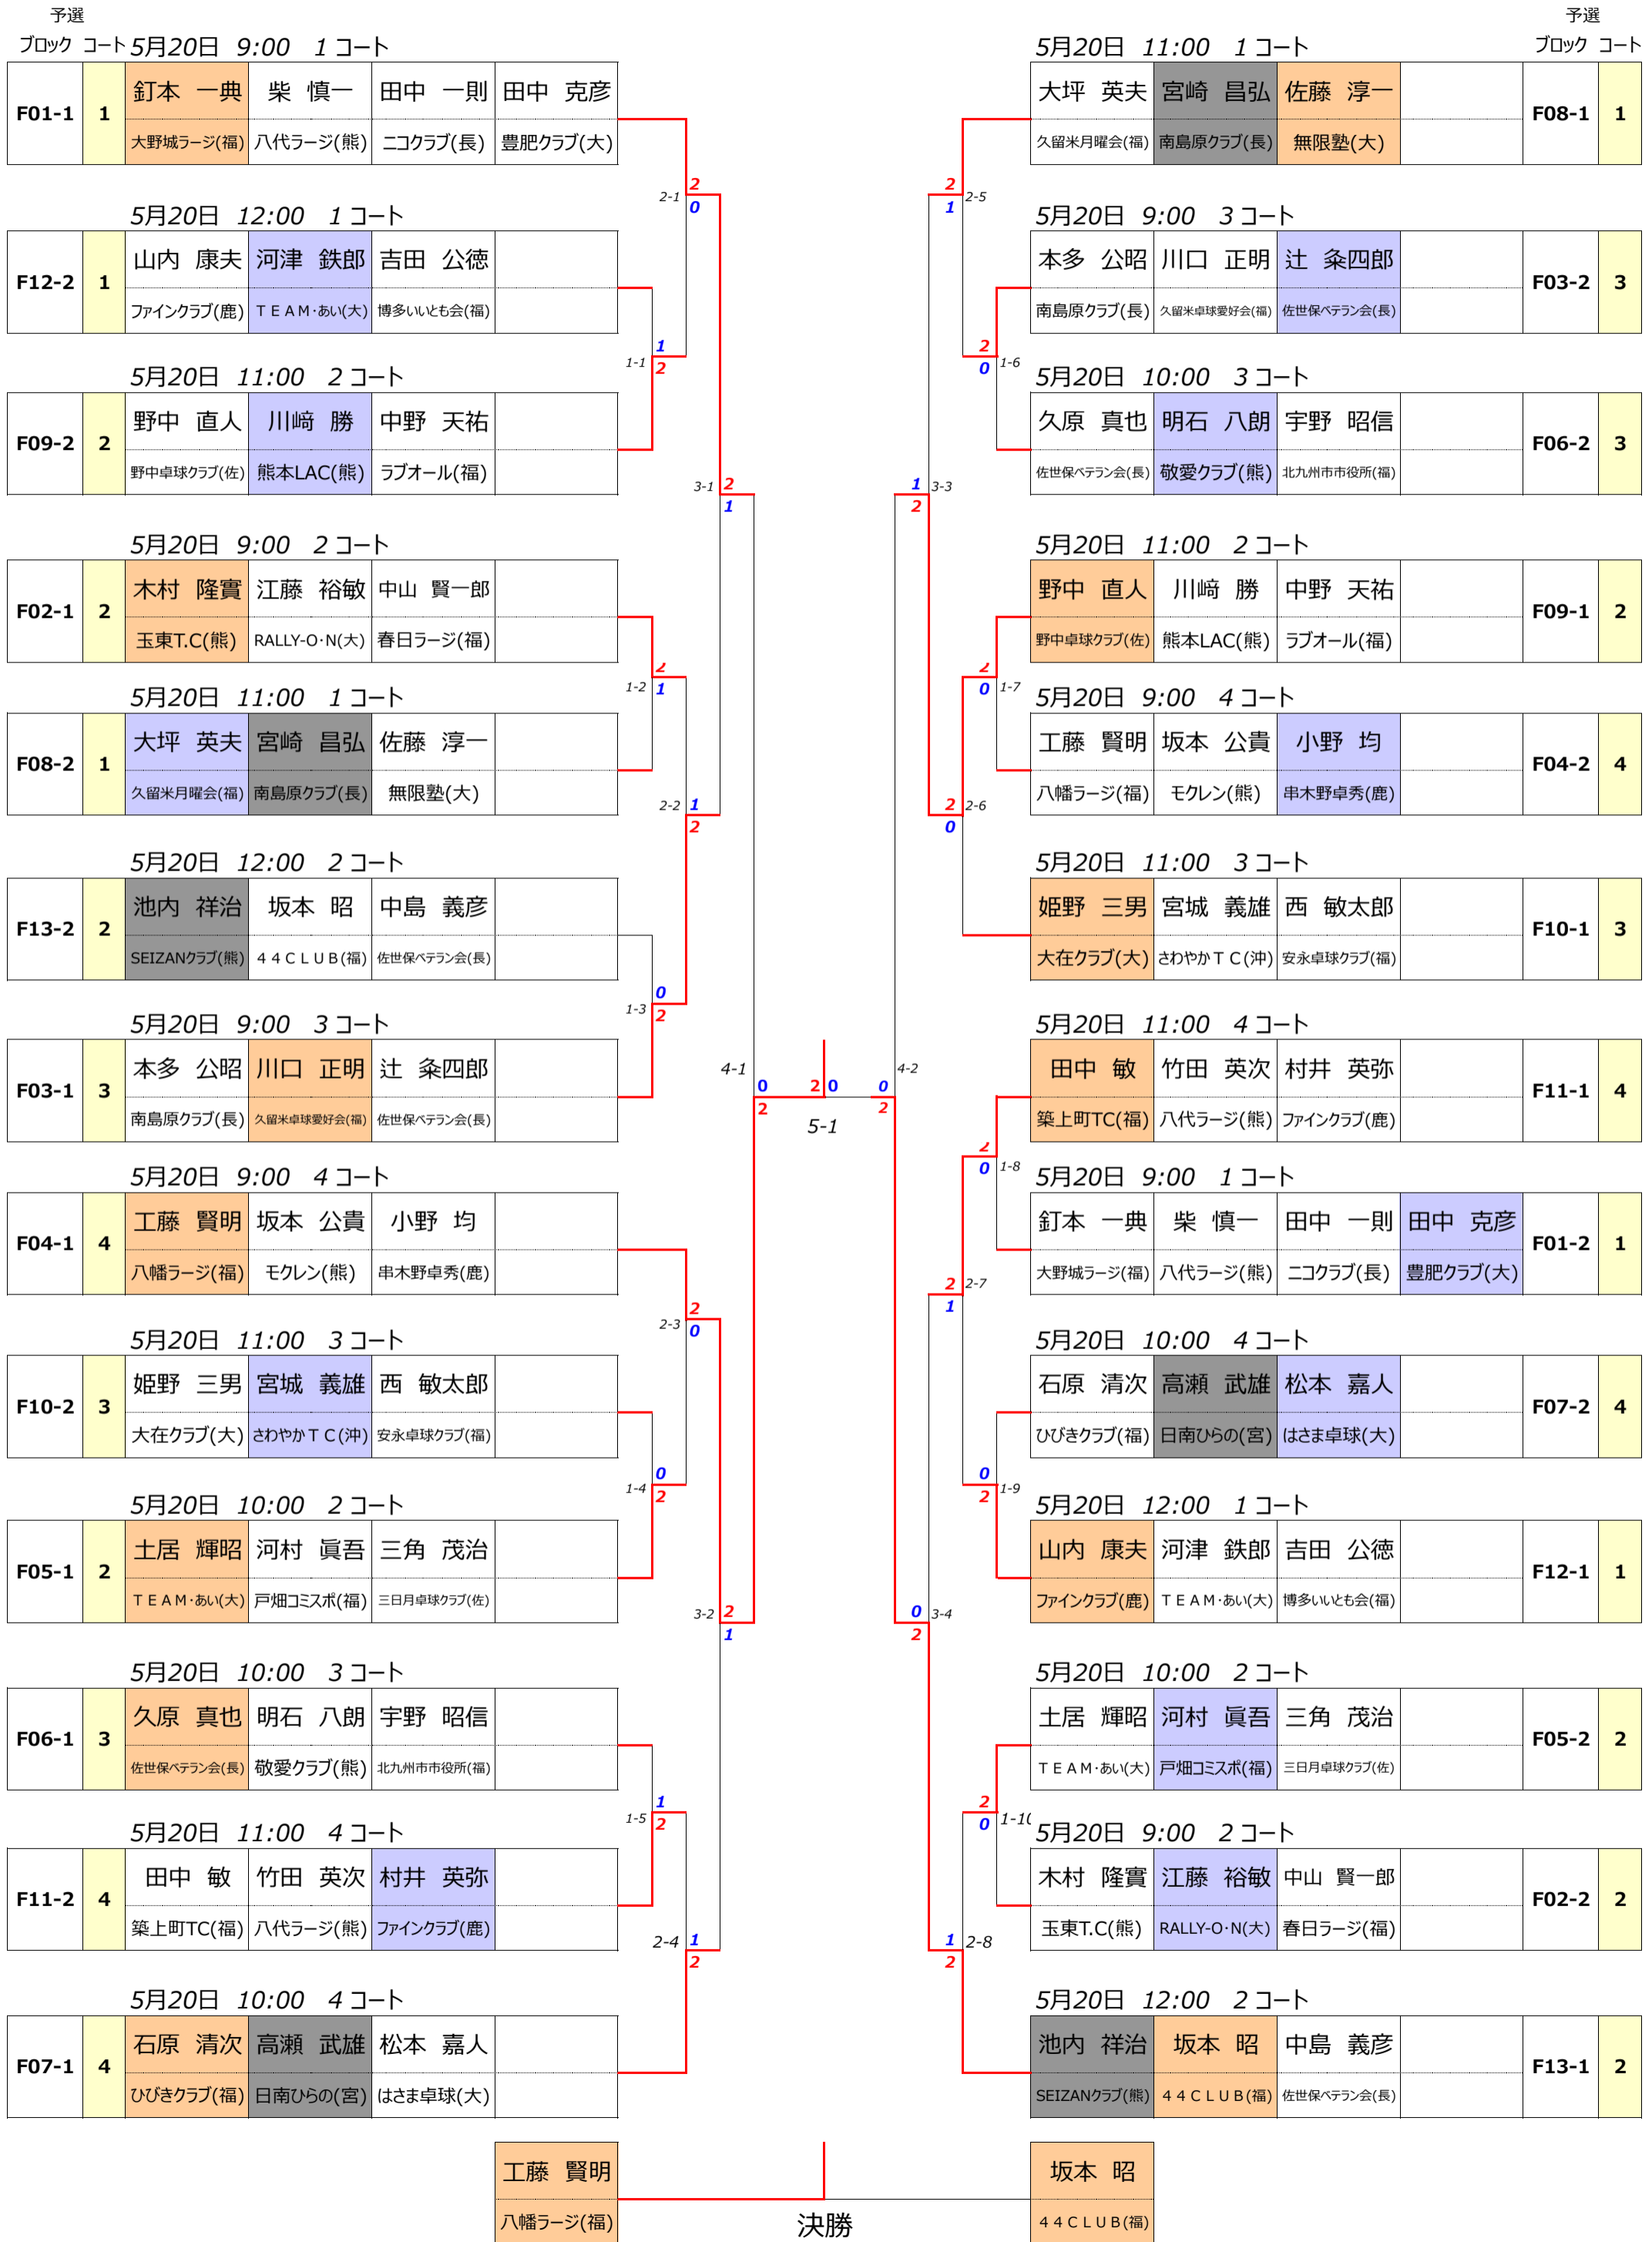 予選
ブロック コート 5月20日 9:00 1 コート
F01-1 1 釘本 一典 柴 慎一 田中 一則 田中 克彦
大野城ラージ(福) 八代ラージ(熊) ニコクラブ(長) 豊肥クラブ(大)
2
2-1
0
5月20日 12:00 1 コート
F12-2 1 山内 康夫 河津 鉄郎 吉田 公徳
ファインクラブ(鹿) TEAM・あい(大) 博多いいとも会(福)
1
1-1
2
5月20日 11:00 2 コート
F09-2 2 野中 直人 川﨑 勝 中野 天祐
野中卓球クラブ(佐) 熊本LAC(熊) ラブオール(福)
3-1 2
1
5月20日 9:00 2 コート
F02-1 2 木村 隆實 江藤 裕敏 中山 賢一郎
玉東T.C(熊) RALLY-O・N(大) 春日ラージ(福)
2
1-2 1
5月20日 11:00 1 コート
F08-2 1 大坪 英夫 宮崎 昌弘 佐藤 淳一
久留米月曜会(福) 南島原クラブ(長) 無限塾(大)
2-2 1
2
5月20日 12:00 2 コート
F13-2 2 池内 祥治 坂本 昭 中島 義彦
SEIZANクラブ(熊) 44CLUB(福) 佐世保ベテラン会(長)
0
1-3 2
5月20日 9:00 3 コート
F03-1 3 本多 公昭 川口 正明 辻 粂四郎
南島原クラブ(長) 久留米卓球愛好会(福) 佐世保ベテラン会(長)
4-1 0 2 0 0 4-2
2 2
5-1
5月20日 9:00 4 コート
F04-1 4 工藤 賢明 坂本 公貴 小野 均
八幡ラージ(福) モクレン(熊) 串木野卓秀(鹿)
2
2-3 0
5月20日 11:00 3 コート
F10-2 3 姫野 三男 宮城 義雄 西 敏太郎
大在クラブ(大) さわやかTC(沖) 安永卓球クラブ(福)
0
1-4 2
5月20日 10:00 2 コート
F05-1 2 土居 輝昭 河村 眞吾 三角 茂治
TEAM・あい(大) 戸畑コミスポ(福) 三日月卓球クラブ(佐)
3-2 2
1
5月20日 10:00 3 コート
F06-1 3 久原 真也 明石 八朗 宇野 昭信
佐世保ベテラン会(長) 敬愛クラブ(熊) 北九州市市役所(福)
1
1-5 2
5月20日 11:00 4 コート
F11-2 4 田中 敏 竹田 英次 村井 英弥
築上町TC(福) 八代ラージ(熊) ファインクラブ(鹿)
2-4 1
2
5月20日 10:00 4 コート
F07-1 4 石原 清次 高瀬 武雄 松本 嘉人
ひびきクラブ(福) 日南ひらの(宮) はさま卓球(大)
予選
5月20日 11:00 1 コート ブロック コート
大坪 英夫 宮崎 昌弘 佐藤 淳一 F08-1 1
久留米月曜会(福) 南島原クラブ(長) 無限塾(大)
2
1 2-5
5月20日 9:00 3 コート
本多 公昭 川口 正明 辻 粂四郎 F03-2 3
南島原クラブ(長) 久留米卓球愛好会(福) 佐世保ベテラン会(長)
2
0 1-6
5月20日 10:00 3 コート
久原 真也 明石 八朗 宇野 昭信 F06-2 3
佐世保ベテラン会(長) 敬愛クラブ(熊) 北九州市市役所(福)
1 3-3
2
5月20日 11:00 2 コート
野中 直人 川﨑 勝 中野 天祐 F09-1 2
野中卓球クラブ(佐) 熊本LAC(熊) ラブオール(福)
2
0 1-7
5月20日 9:00 4 コート
工藤 賢明 坂本 公貴 小野 均 F04-2 4
八幡ラージ(福) モクレン(熊) 串木野卓秀(鹿)
2 2-6
0
5月20日 11:00 3 コート
姫野 三男 宮城 義雄 西 敏太郎 F10-1 3
大在クラブ(大) さわやかTC(沖) 安永卓球クラブ(福)
5月20日 11:00 4 コート
田中 敏 竹田 英次 村井 英弥 F11-1 4
築上町TC(福) 八代ラージ(熊) ファインクラブ(鹿)
2
0 1-8
5月20日 9:00 1 コート
釘本 一典 柴 慎一 田中 一則 田中 克彦 F01-2 1
大野城ラージ(福) 八代ラージ(熊) ニコクラブ(長) 豊肥クラブ(大)
2 2-7
1
5月20日 10:00 4 コート
石原 清次 高瀬 武雄 松本 嘉人 F07-2 4
ひびきクラブ(福) 日南ひらの(宮) はさま卓球(大)
0
2 1-9
5月20日 12:00 1 コート
山内 康夫 河津 鉄郎 吉田 公徳 F12-1 1
ファインクラブ(鹿) TEAM・あい(大) 博多いいとも会(福)
0 3-4
2
5月20日 10:00 2 コート
土居 輝昭 河村 眞吾 三角 茂治 F05-2 2
TEAM・あい(大) 戸畑コミスポ(福) 三日月卓球クラブ(佐)
2
0 1-10
5月20日 9:00 2 コート
木村 隆實 江藤 裕敏 中山 賢一郎 F02-2 2
玉東T.C(熊) RALLY-O・N(大) 春日ラージ(福)
1 2-8
2
5月20日 12:00 2 コート
池内 祥治 坂本 昭 中島 義彦 F13-1 2
SEIZANクラブ(熊) 44CLUB(福) 佐世保ベテラン会(長)
工藤 賢明 坂本 昭
八幡ラージ(福) 決勝 44CLUB(福)